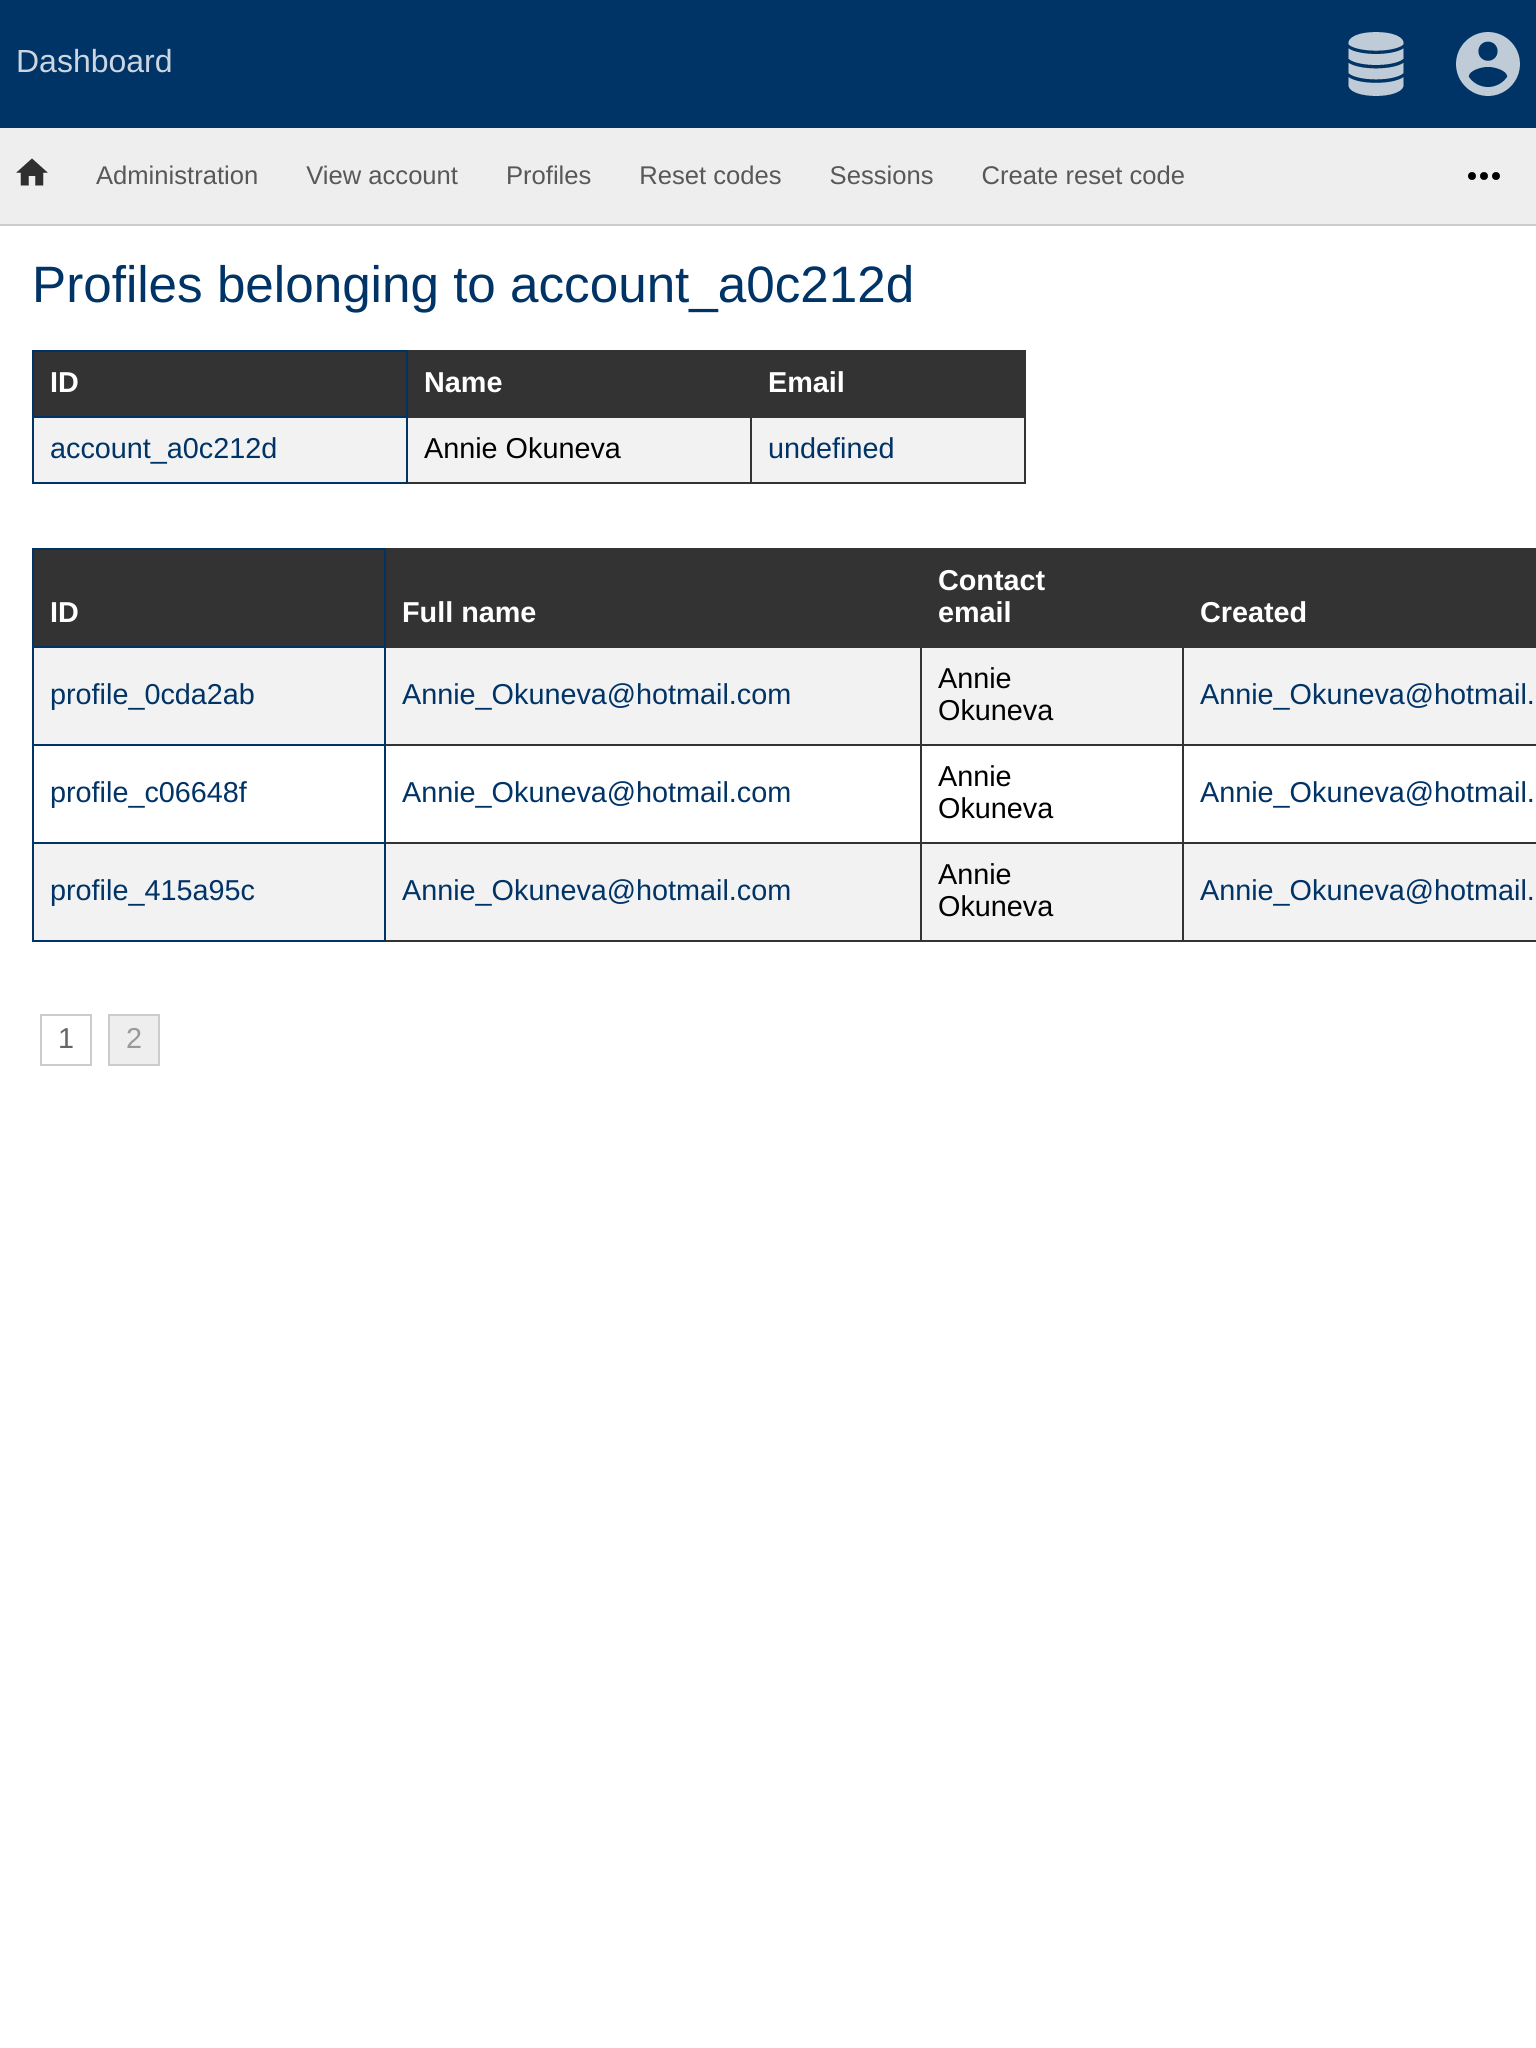 Dashboard
Administration View account Profiles Reset codes Sessions Create reset code
Profiles belonging to account_a0c212d
ID Name Email
account_a0c212d Annie Okuneva undefined
ID Full name Contact email Created
profile_0cda2ab Annie_Okuneva@hotmail.com Annie Okuneva Annie_Okuneva@hotmail.
profile_c06648f Annie_Okuneva@hotmail.com Annie Okuneva Annie_Okuneva@hotmail.
profile_415a95c Annie_Okuneva@hotmail.com Annie Okuneva Annie_Okuneva@hotmail.
1 2